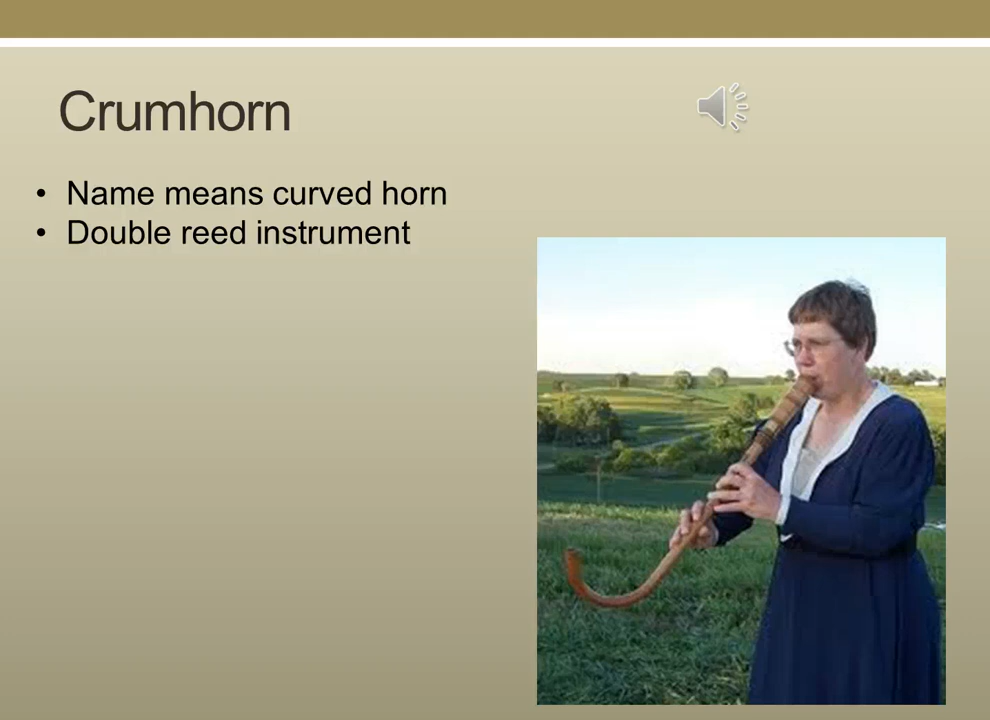 Crumhorn
• Name means curved horn
• Double reed instrument